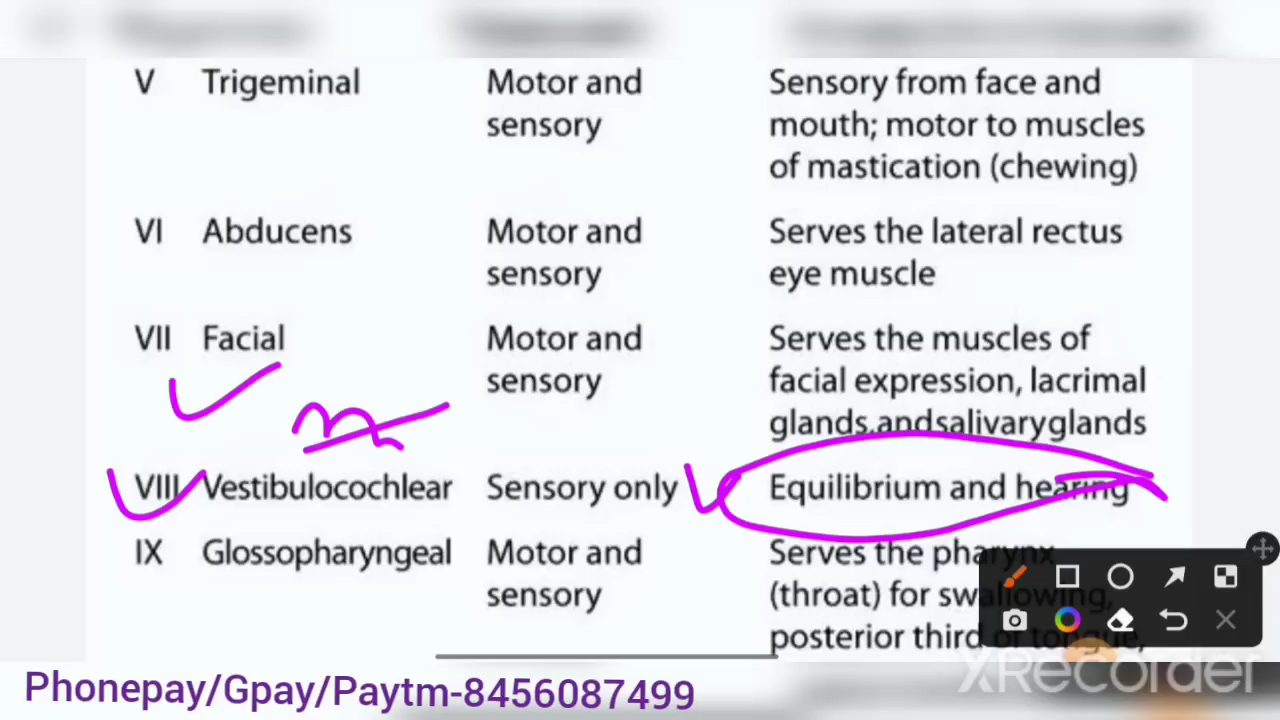 V Trigeminal Motor and Sensory from face and
sensory mouth; motor to muscles
of mastication (chewing)
VI Abducens Motor and Serves the lateral rectus
sensory eye muscle
VII Facial Motor and Serves the muscles of
sensory facial expression, lacrimal
glands,andsalivaryglands
VIII Vestibulocochlear Sensory only Equilibrium and hearing
IX Glossopharyngeal Motor and Serves the pharynx
sensory (throat) for swallowing,
posterior third of tongue,
Phonepay/Gpay/Paytm-8456087499
XRecorder